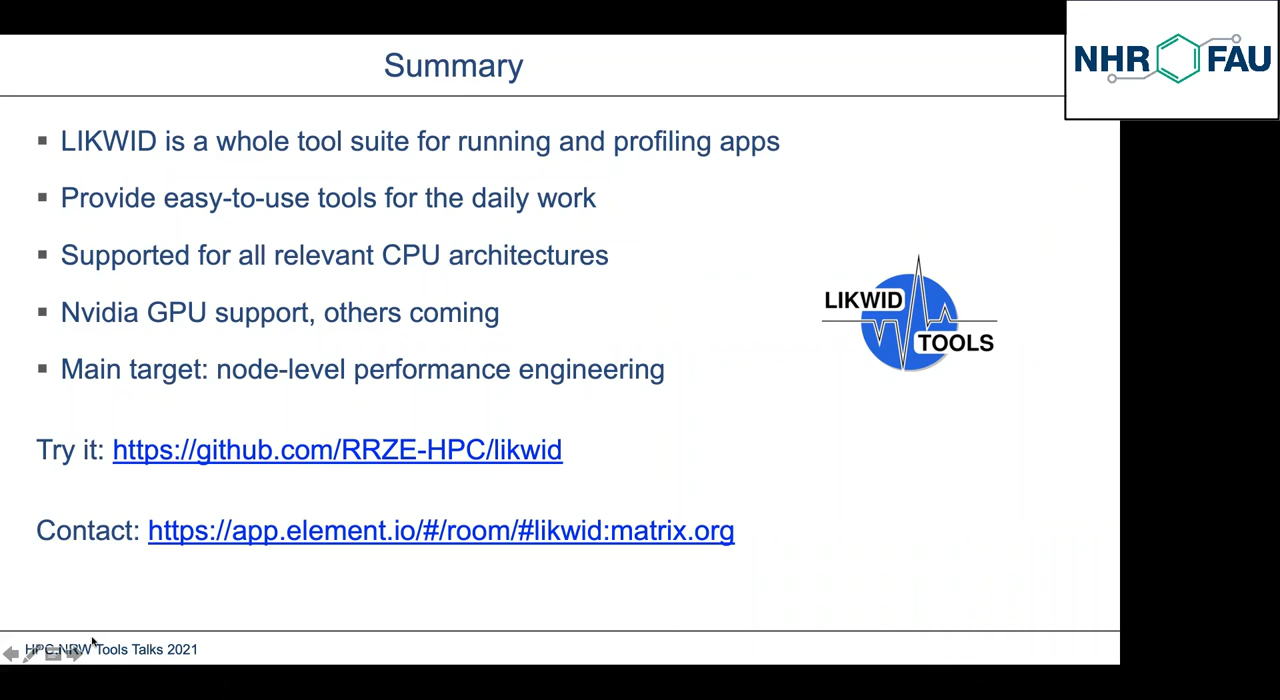 Summary
NHR FAU
LIKWID is a whole tool suite for running and profiling apps
Provide easy-to-use tools for the daily work
Supported for all relevant CPU architectures
Nvidia GPU support, others coming
Main target: node-level performance engineering
LIKWID
TOOLS
Try it: https://github.com/RRZE-HPC/likwid
Contact: https://app.element.io/#/room/#likwid:matrix.org
HPC.NRW Tools Talks 2021